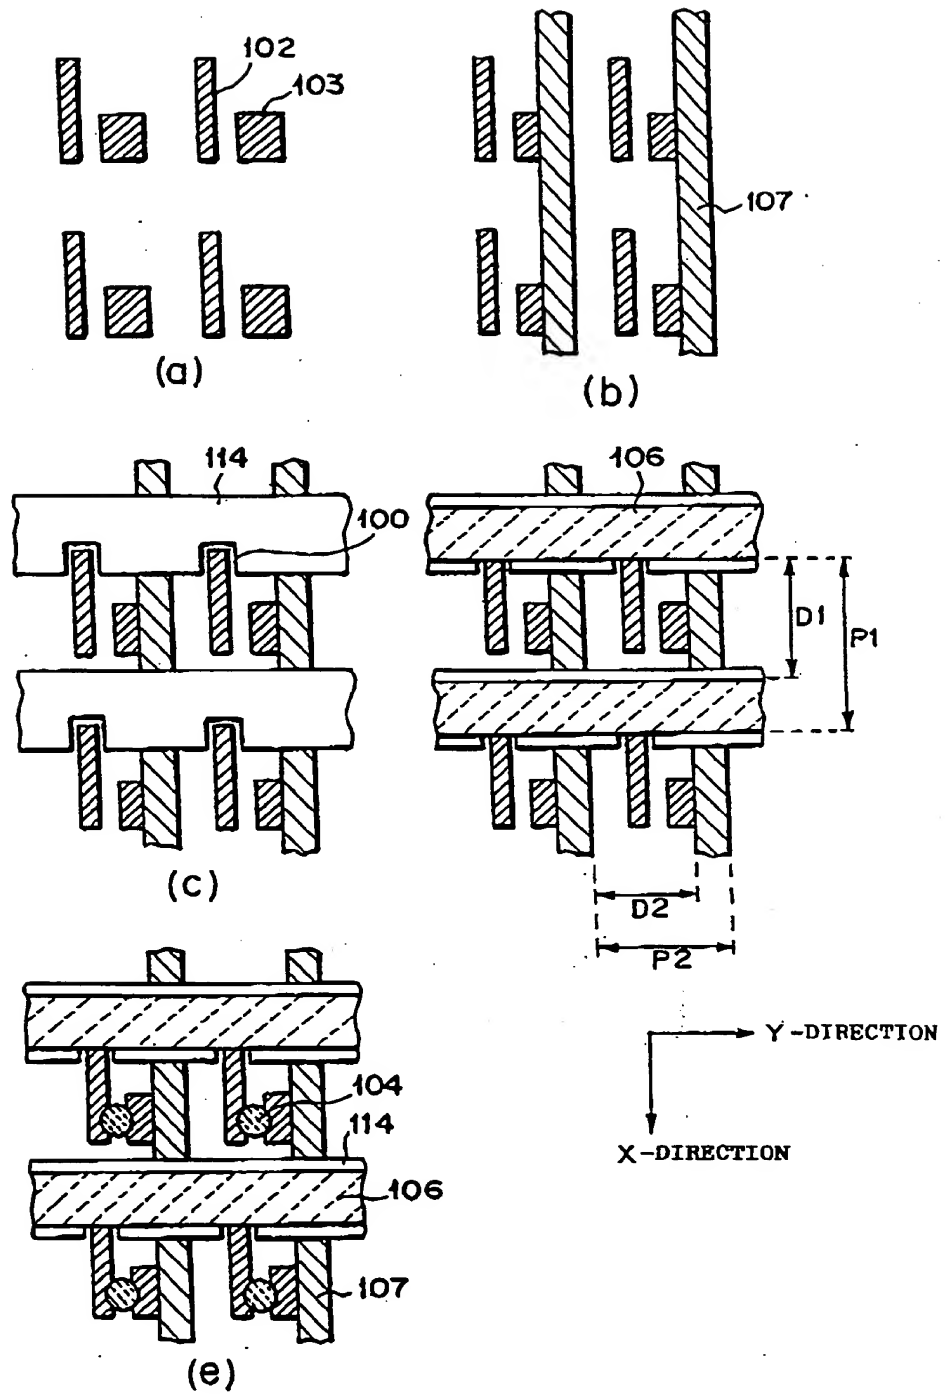 102
103
107
(a)
(b)
114
100
106
D1
P1
(c)
D2
P2
104
114
106
107
(e)
Y-DIRECTION
X-DIRECTION